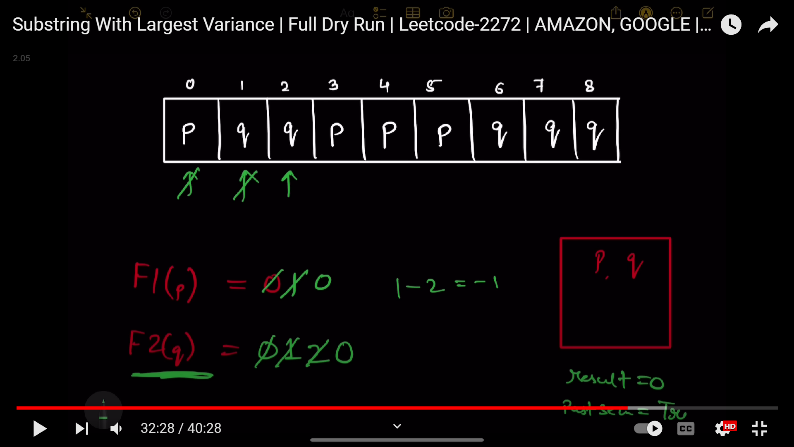 Substring With Largest Variance | Full Dry Run | Leetcode-2272 | AMAZON, GOOGLE |...
2.05
0 1 2 3 4 5 6 7 8
p q q p p p q q q
F1(p) = 0 1 0
1 - 2 = -1
P, q
F2(q) = 0 1 2 0
result = 0
32:28 / 40:28
CC
HD